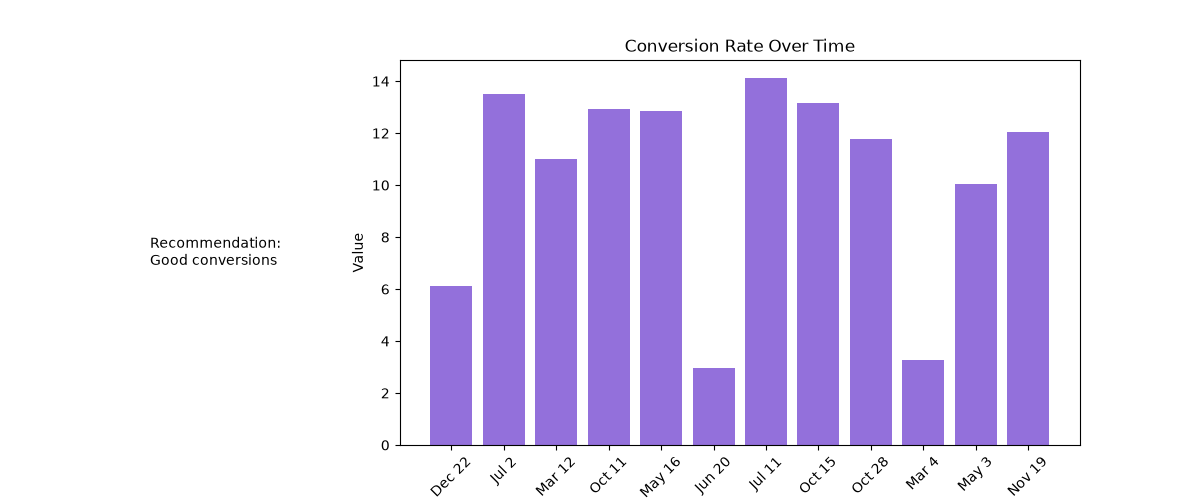 Conversion Rate Over Time
Recommendation:
Good conversions
Value
14
12
10
8
6
4
2
0
Dec 22
Jul 2
Mar 12
Oct 11
May 16
Jun 20
Jul 11
Oct 15
Oct 28
Mar 4
May 3
Nov 19